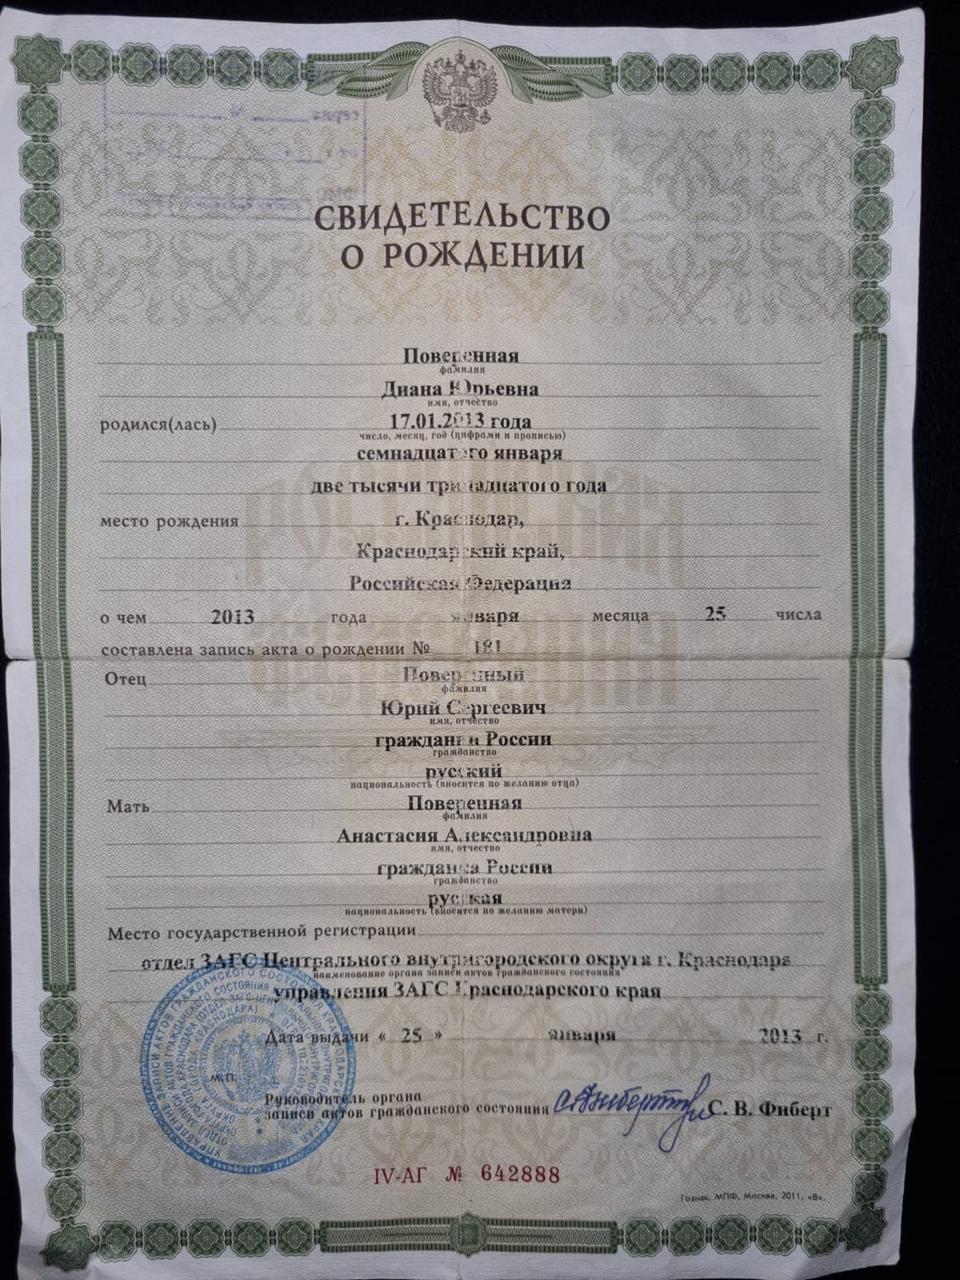 СВИДЕТЕЛЬСТВО
О РОЖДЕНИИ
Поверенная
фамилия
Диана Юрьевна
имя, отчество
родился(лась) 17.01.2013 года
число, месяц, год (цифрами и прописью)
семнадцатого января
две тысячи тринадцатого года
место рождения г. Краснодар,
Краснодарский край,
Российская Федерация
о чем 2013 года января месяца 25 числа
составлена запись акта о рождении № 181
Отец Поверенный
фамилия
Юрий Сергеевич
имя, отчество
гражданин России
гражданство
русский
национальность (вносится по желанию отца)
Мать Поверенная
фамилия
Анастасия Александровна
имя, отчество
гражданка России
гражданство
русская
национальность (вносится по желанию матери)
Место государственной регистрации
отдел ЗАГС Центрального внутригородского округа г. Краснодара
наименование органа записи актов гражданского состояния
управления ЗАГС Краснодарского края
Дата выдачи « 25 » января 2013 г.
М.П.
Руководитель органа
записи актов гражданского состояния С. В. Фиберт
IV-АГ № 642888
Гознак, МПФ, Москва, 2011, «В».